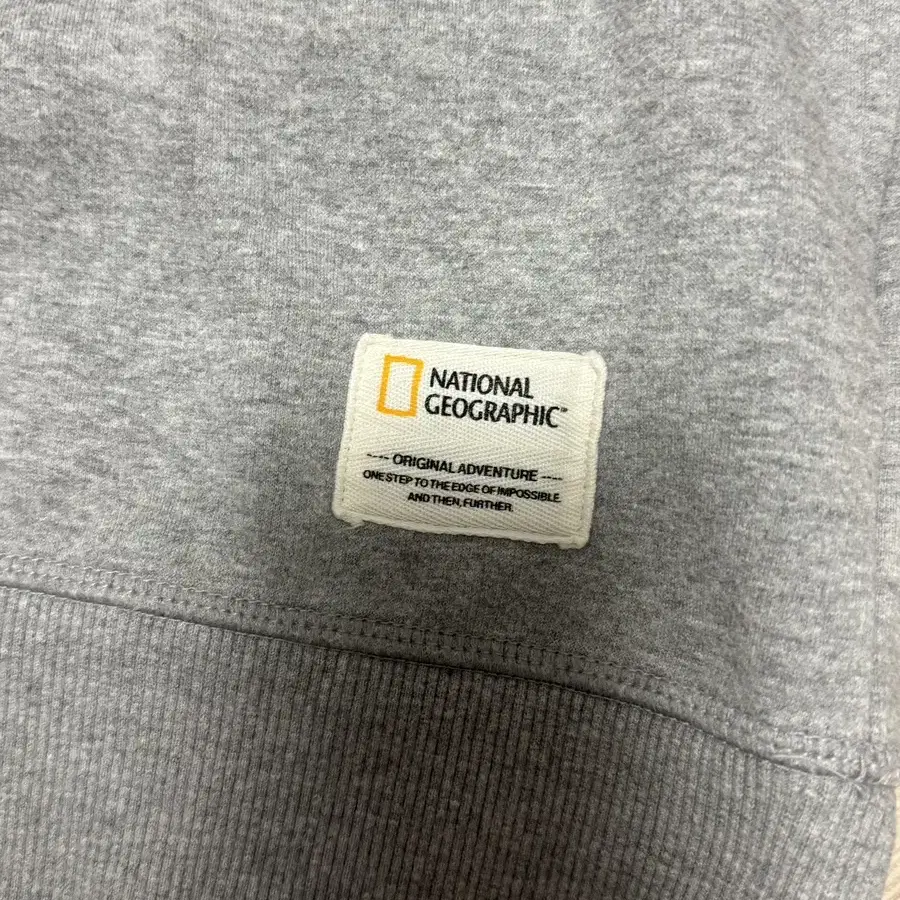 NATIONAL
GEOGRAPHIC™
---- ORIGINAL ADVENTURE ----
ONE STEP TO THE EDGE OF IMPOSSIBLE.
AND THEN, FURTHER.